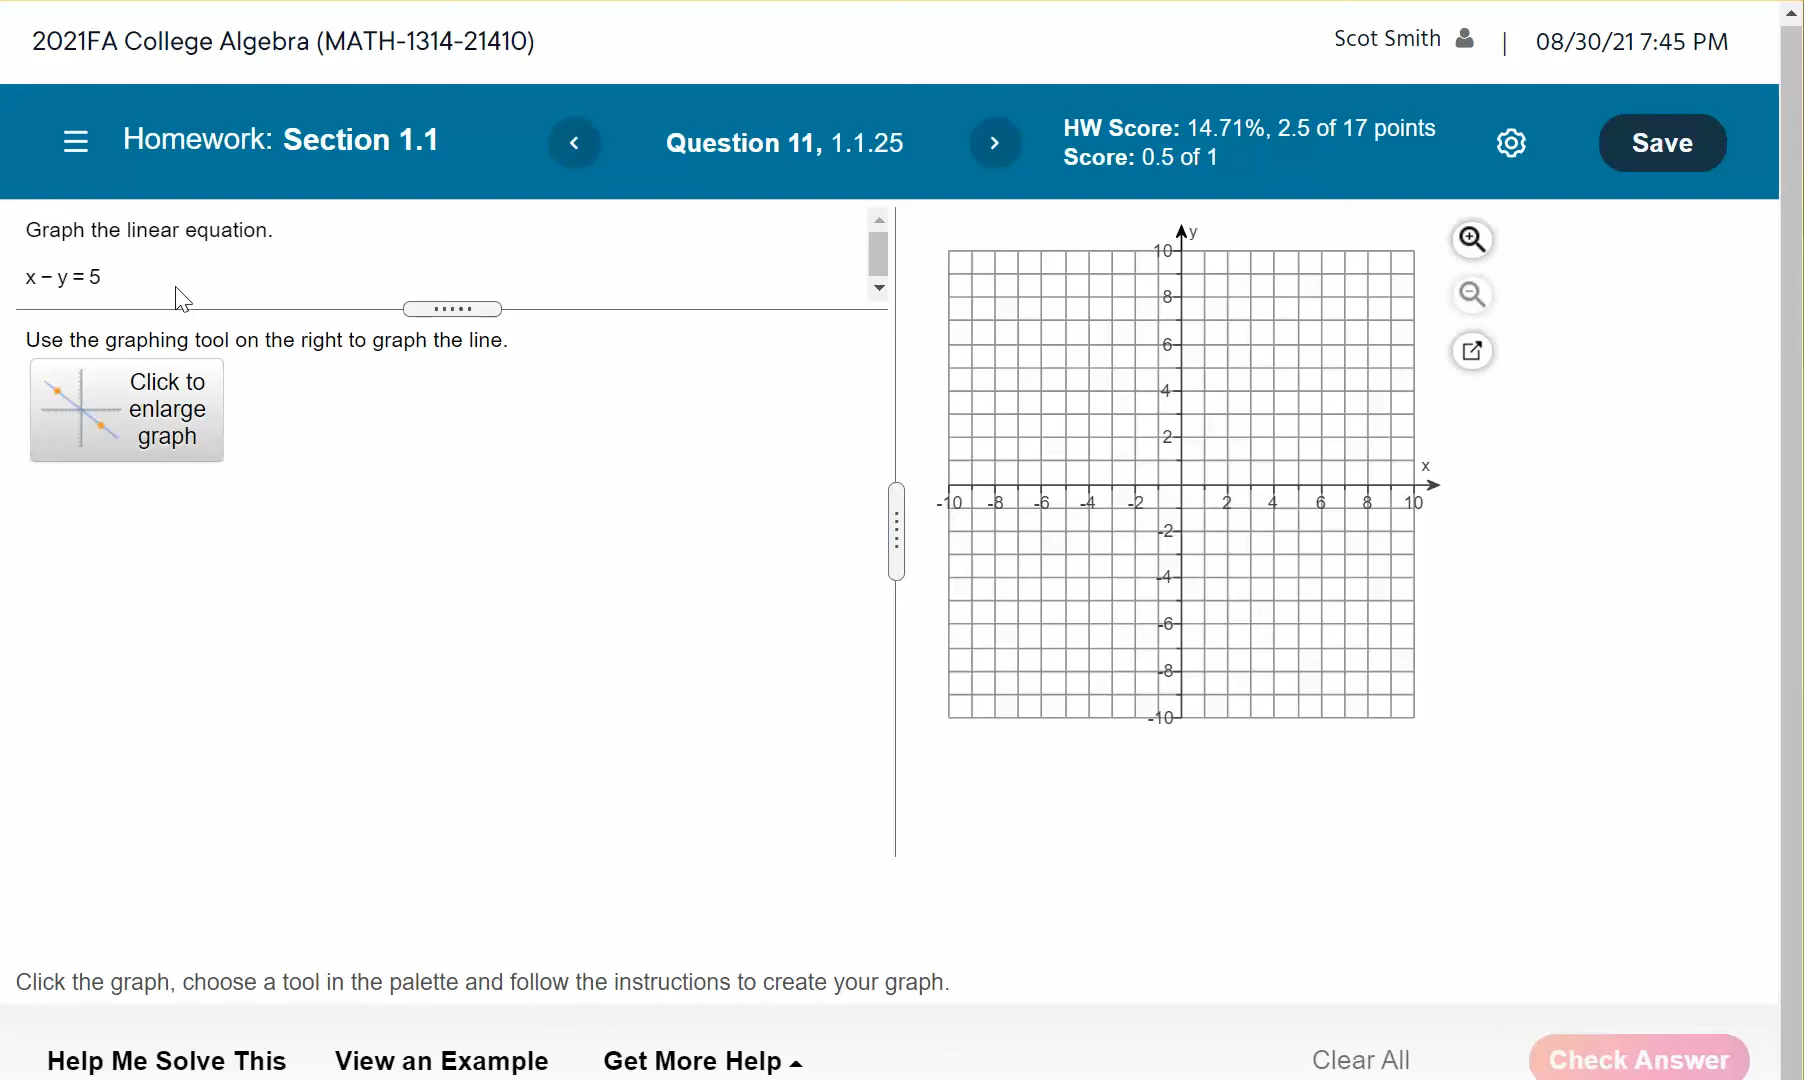 2021FA College Algebra (MATH-1314-21410)
Scot Smith | 08/30/21 7:45 PM
Homework: Section 1.1
Question 11, 1.1.25
HW Score: 14.71%, 2.5 of 17 points
Score: 0.5 of 1
Save
Graph the linear equation.
x − y = 5
Use the graphing tool on the right to graph the line.
Click to
enlarge
graph
y
10
8
6
4
2
x
-10 -8 -6 -4 -2 2 4 6 8 10
-2
-4
-6
-8
-10
Click the graph, choose a tool in the palette and follow the instructions to create your graph.
Help Me Solve This View an Example Get More Help Clear All Check Answer